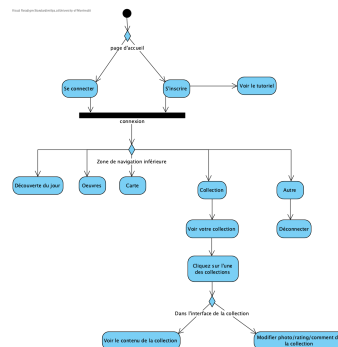 page d'accueil
Se connecter
S'inscrire
Voir le tutoriel
connexion
Zone de navigation inférieure
Découverte du jour
Oeuvres
Carte
Collection
Autre
Voir votre collection
Déconnecter
Cliquez sur l'une
des collections
Dans l'interface de la collection
Voir le contenu de la collection
Modifier photo/rating/comment d
la collection